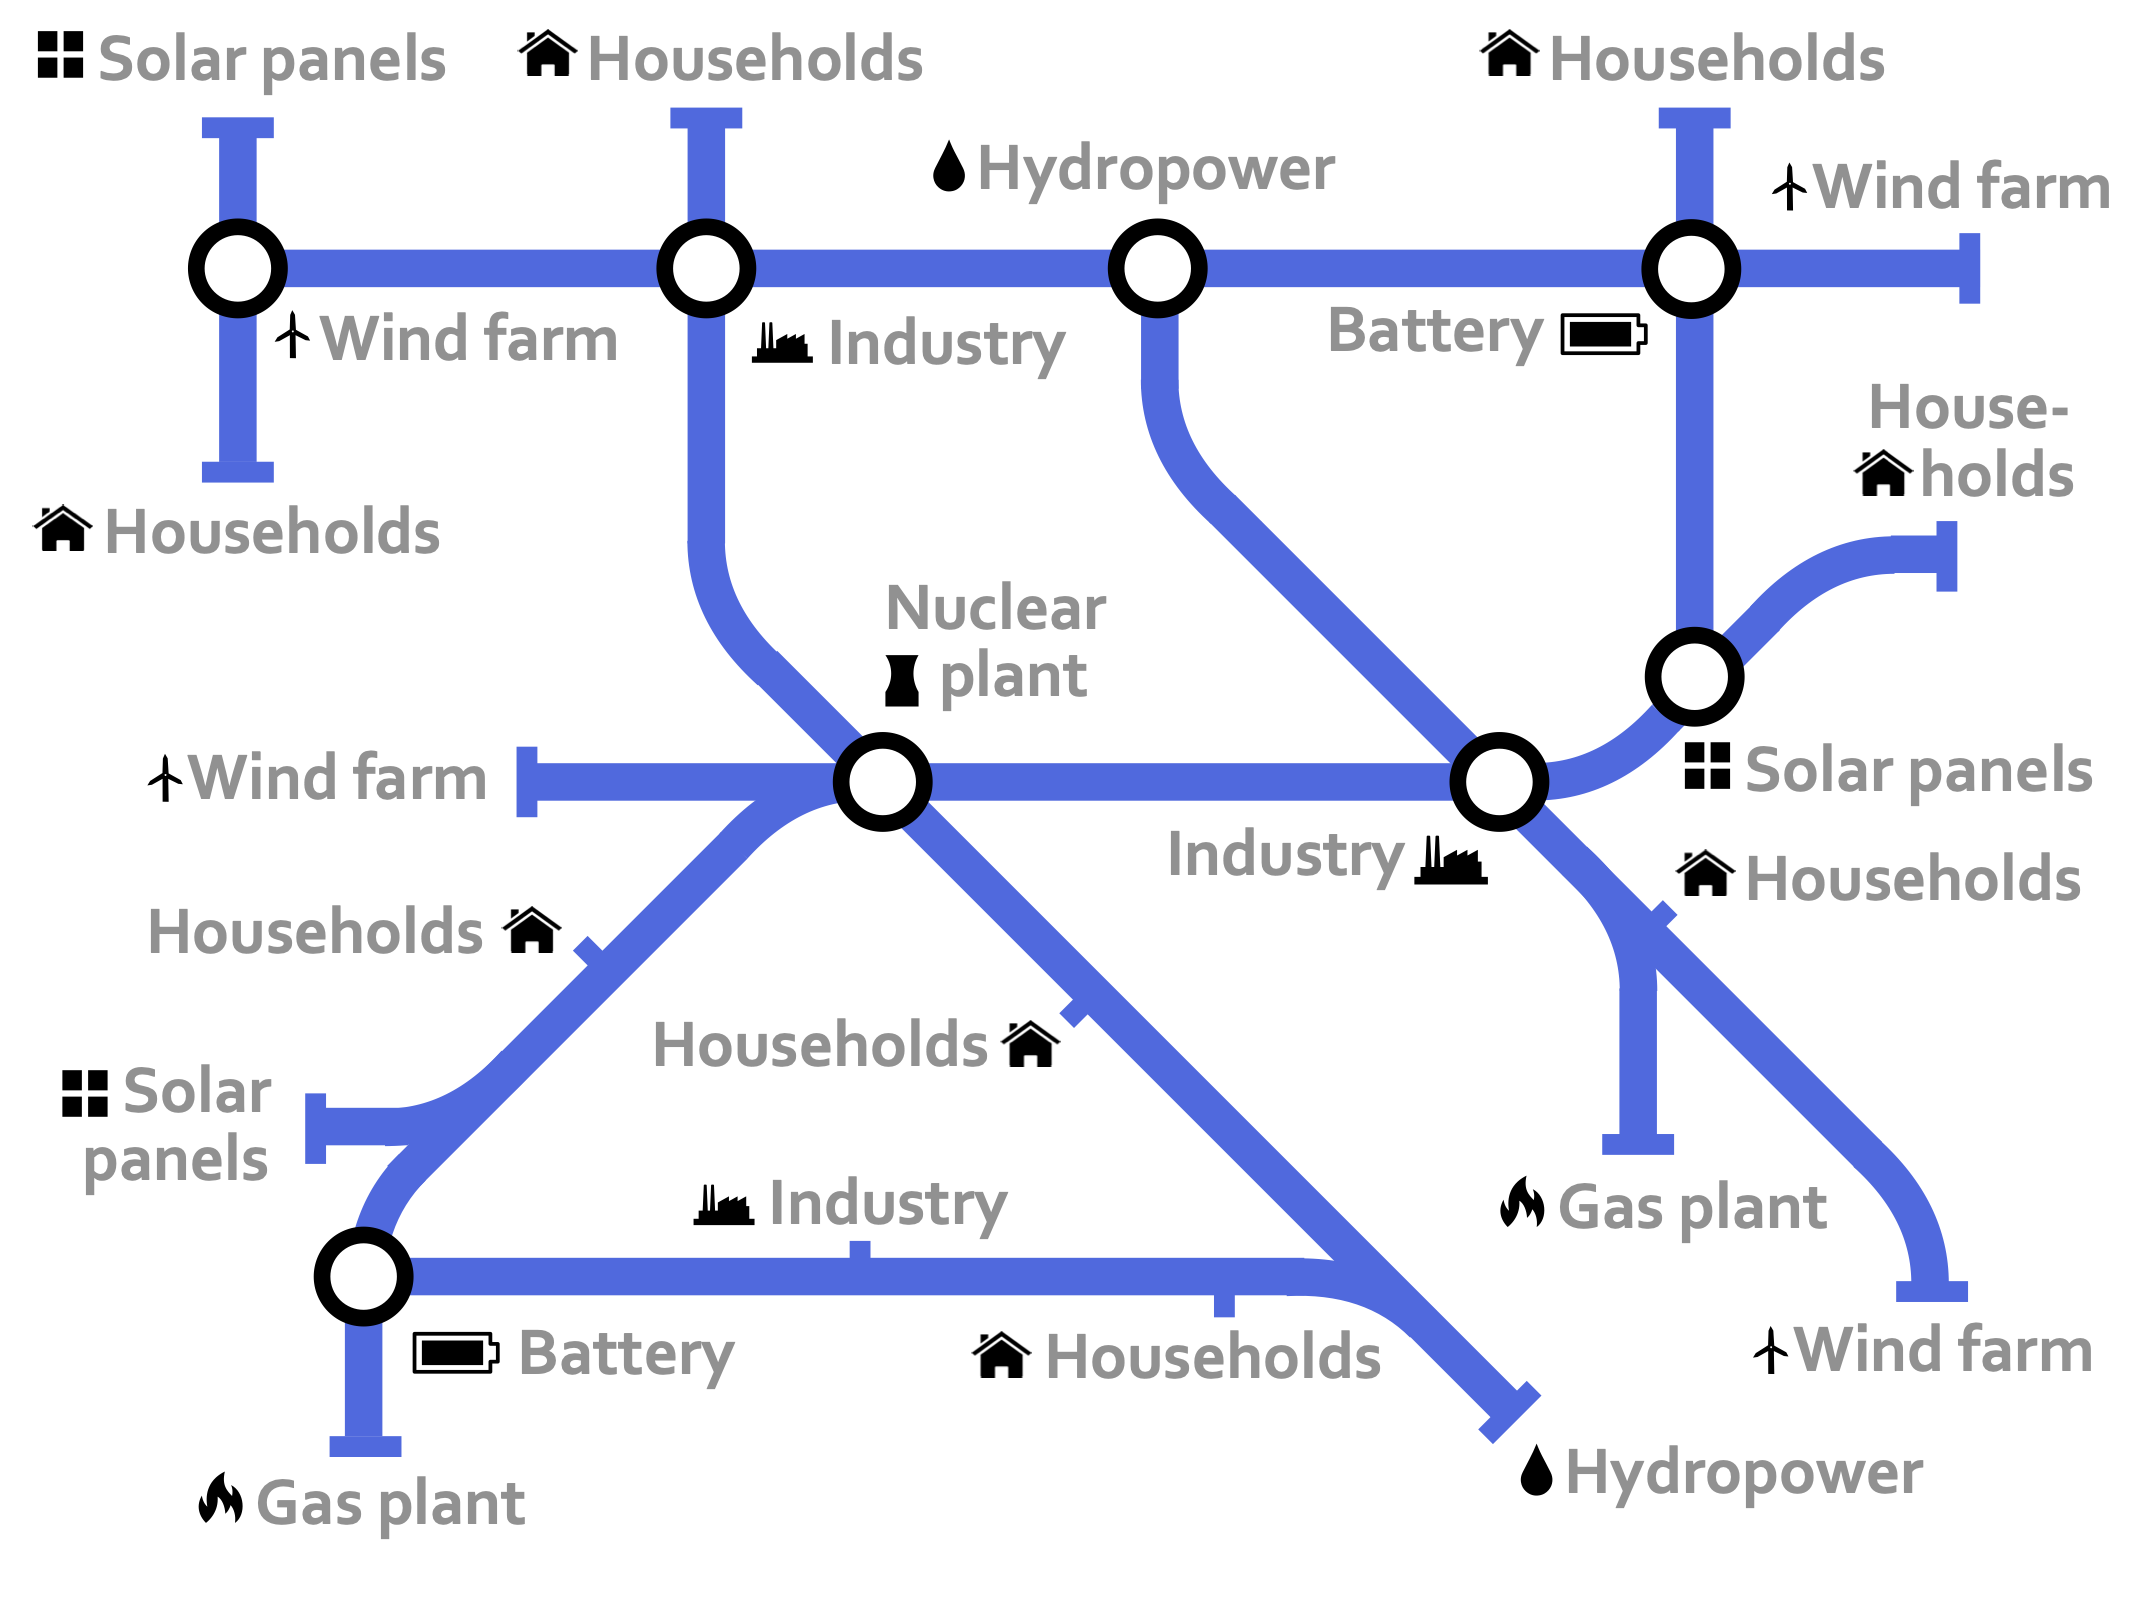 Solar panels
Households
Households
Hydropower
Wind farm
Wind farm
Industry
Battery
House-
holds
Households
Nuclear
plant
Wind farm
Solar panels
Industry
Households
Households
Households
Solar
panels
Industry
Gas plant
Battery
Households
Wind farm
Hydropower
Gas plant